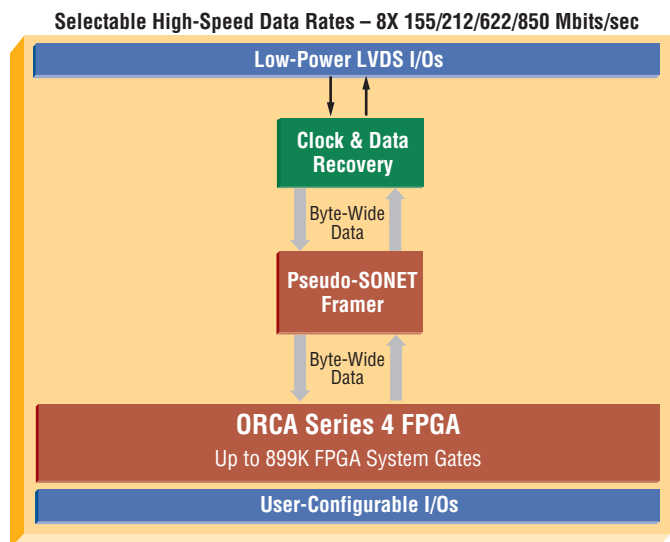 Selectable High-Speed Data Rates – 8X 155/212/622/850 Mbits/sec
Low-Power LVDS I/Os
Clock & Data
Recovery
Byte-Wide
Data
Pseudo-SONET
Framer
Byte-Wide
Data
ORCA Series 4 FPGA
Up to 899K FPGA System Gates
User-Configurable I/Os